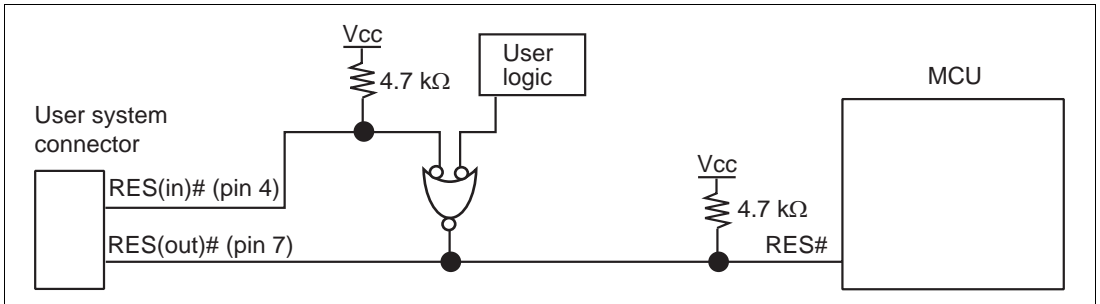 Vcc
4.7 kΩ
User
logic
MCU
User system
connector
RES(in)# (pin 4)
Vcc
4.7 kΩ
RES(out)# (pin 7)
RES#